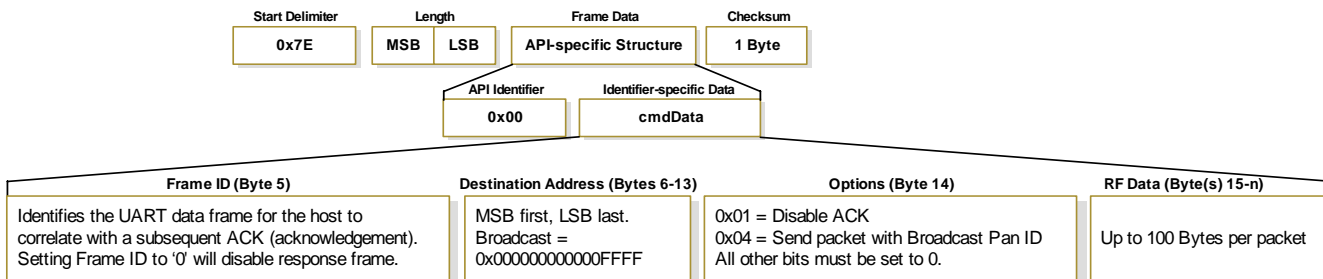 Start Delimiter
Length
Frame Data
Checksum
0x7E
MSB
LSB
API-specific Structure
1 Byte
API Identifier
Identifier-specific Data
0x00
cmdData
Frame ID (Byte 5)
Identifies the UART data frame for the host to
correlate with a subsequent ACK (acknowledgement).
Setting Frame ID to ‘0' will disable response frame.
Destination Address (Bytes 6-13)
MSB first, LSB last.
Broadcast =
0x000000000000FFFF
Options (Byte 14)
0x01 = Disable ACK
0x04 = Send packet with Broadcast Pan ID
All other bits must be set to 0.
RF Data (Byte(s) 15-n)
Up to 100 Bytes per packet